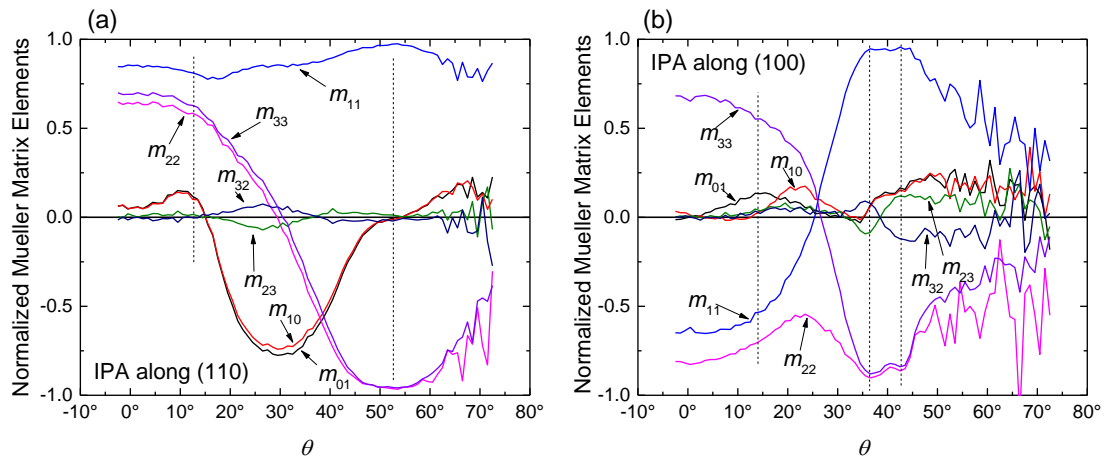 (a)
(b)
Normalized Mueller Matrix Elements
1.0
0.5
0.0
-0.5
-1.0
m11
m33
m22
m32
m23
m10
m01
IPA along (110)
-10° 0° 10° 20° 30° 40° 50° 60° 70° 80°
θ
Normalized Mueller Matrix Elements
1.0
0.5
0.0
-0.5
-1.0
IPA along (100)
m33
m10
m01
m23
m32
m11
m22
-10° 0° 10° 20° 30° 40° 50° 60° 70° 80°
θ